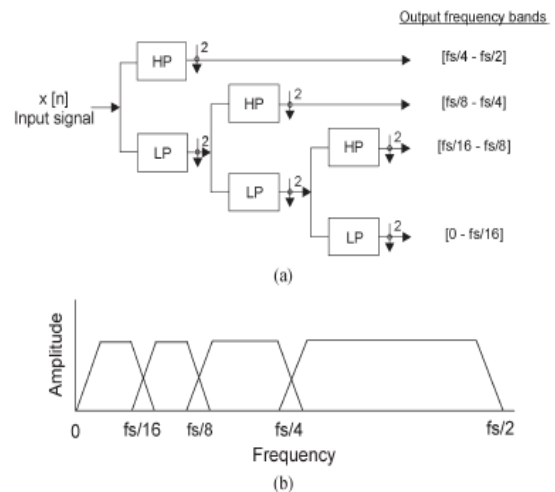 Output frequency bands
HP
2
[fs/4 - fs/2]
x [n]
Input signal
HP
2
[fs/8 - fs/4]
LP
2
HP
2
[fs/16 - fs/8]
LP
2
LP
2
[0 - fs/16]
(a)
Amplitude
0
fs/16
fs/8
fs/4
fs/2
Frequency
(b)